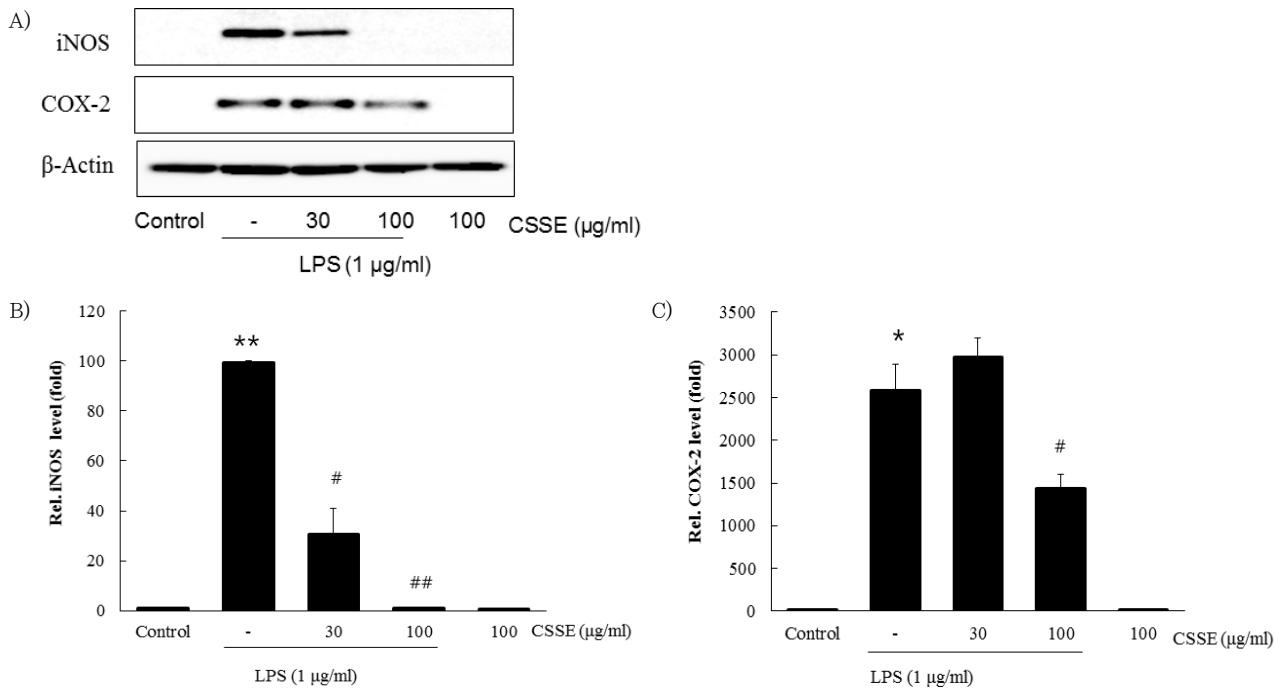 A)
iNOS
COX-2
β-Actin
Control - 30 100 100 CSSE (μg/ml)
LPS (1 μg/ml)
B)
120
100
80
60
40
20
0
Rel. iNOS level (fold)
**
#
##
Control - 30 100 100 CSSE (μg/ml)
LPS (1 μg/ml)
C)
3500
3000
2500
2000
1500
1000
500
0
Rel. COX-2 level (fold)
*
#
Control - 30 100 100 CSSE (μg/ml)
LPS (1 μg/ml)